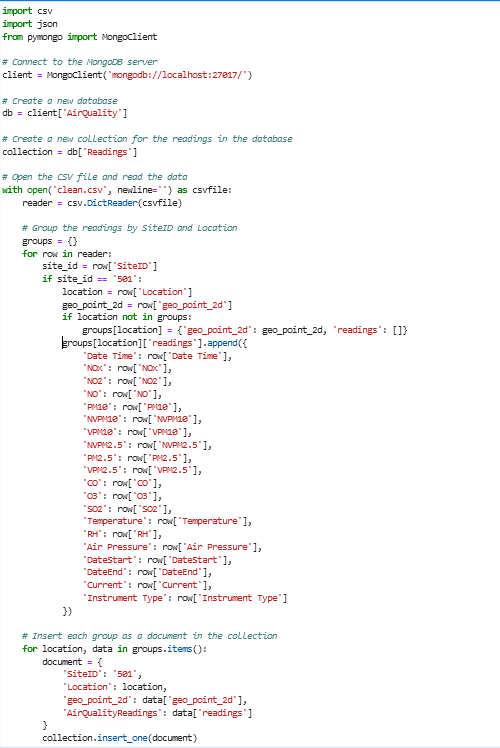 import csv
import json
from pymongo import MongoClient

# Connect to the MongoDB server
client = MongoClient('mongodb://localhost:27017/')

# Create a new database
db = client['AirQuality']

# Create a new collection for the readings in the database
collection = db['Readings']

# Open the CSV file and read the data
with open('clean.csv', newline='') as csvfile:
    reader = csv.DictReader(csvfile)

    # Group the readings by SiteID and Location
    groups = {}
    for row in reader:
        site_id = row['SiteID']
        if site_id == '501':
            location = row['Location']
            geo_point_2d = row['geo_point_2d']
            if location not in groups:
                groups[location] = {'geo_point_2d': geo_point_2d, 'readings': []}
            groups[location]['readings'].append({
                'Date Time': row['Date Time'],
                'NOx': row['NOx'],
                'NO2': row['NO2'],
                'NO': row['NO'],
                'PM10': row['PM10'],
                'NVPM10': row['NVPM10'],
                'VPM10': row['VPM10'],
                'NVPM2.5': row['NVPM2.5'],
                'PM2.5': row['PM2.5'],
                'VPM2.5': row['VPM2.5'],
                'CO': row['CO'],
                'O3': row['O3'],
                'SO2': row['SO2'],
                'Temperature': row['Temperature'],
                'RH': row['RH'],
                'Air Pressure': row['Air Pressure'],
                'DateStart': row['DateStart'],
                'DateEnd': row['DateEnd'],
                'Current': row['Current'],
                'Instrument Type': row['Instrument Type']
            })

    # Insert each group as a document in the collection
    for location, data in groups.items():
        document = {
            'SiteID': '501',
            'Location': location,
            'geo_point_2d': data['geo_point_2d'],
            'AirQualityReadings': data['readings']
        }
        collection.insert_one(document)